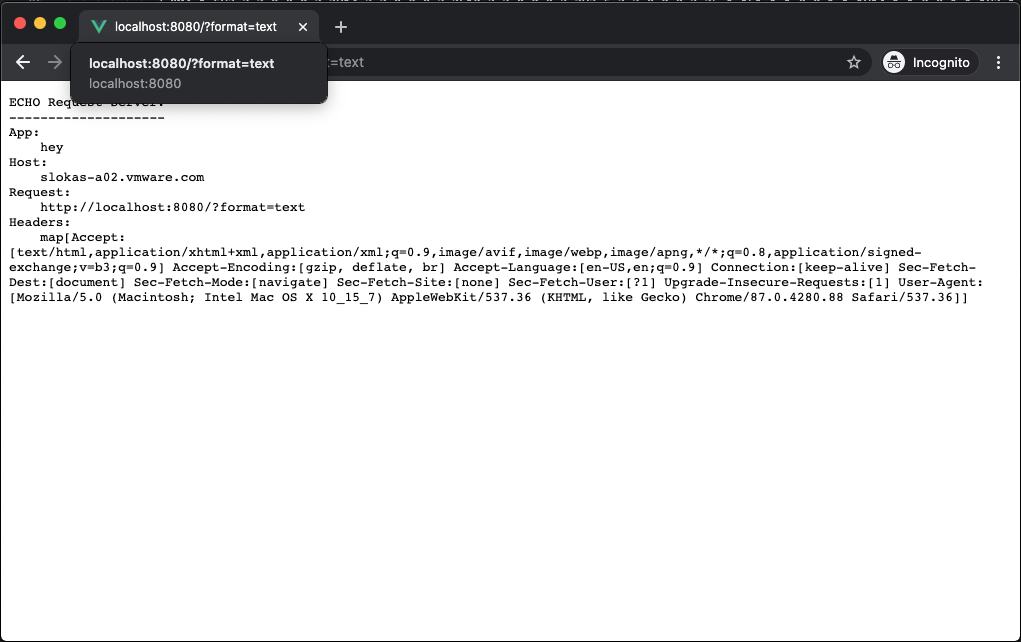 localhost:8080/?format=text
localhost:8080/?format=text
=text
Incognito
localhost:8080
ECHO Request Server:
--------------------
App:
hey
Host:
slokas-a02.vmware.com
Request:
http://localhost:8080/?format=text
Headers:
map[Accept:
[text/html,application/xhtml+xml,application/xml;q=0.9,image/avif,image/webp,image/apng,*/*;q=0.8,application/signed-
exchange;v=b3;q=0.9] Accept-Encoding:[gzip, deflate, br] Accept-Language:[en-US,en;q=0.9] Connection:[keep-alive] Sec-Fetch-
Dest:[document] Sec-Fetch-Mode:[navigate] Sec-Fetch-Site:[none] Sec-Fetch-User:[?1] Upgrade-Insecure-Requests:[1] User-Agent:
[Mozilla/5.0 (Macintosh; Intel Mac OS X 10_15_7) AppleWebKit/537.36 (KHTML, like Gecko) Chrome/87.0.4280.88 Safari/537.36]]